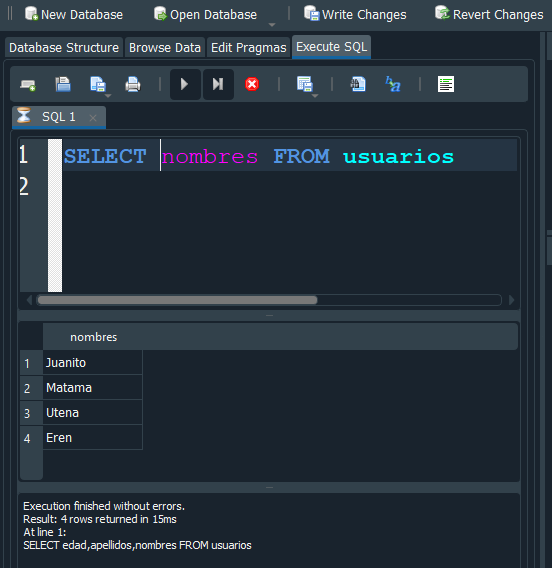 New Database Open Database Write Changes Revert Changes
Database Structure Browse Data Edit Pragmas Execute SQL
SQL 1
1 SELECT nombres FROM usuarios
2
nombres
1 Juanito
2 Matama
3 Utena
4 Eren
Execution finished without errors.
Result: 4 rows returned in 15ms
At line 1:
SELECT edad,apellidos,nombres FROM usuarios